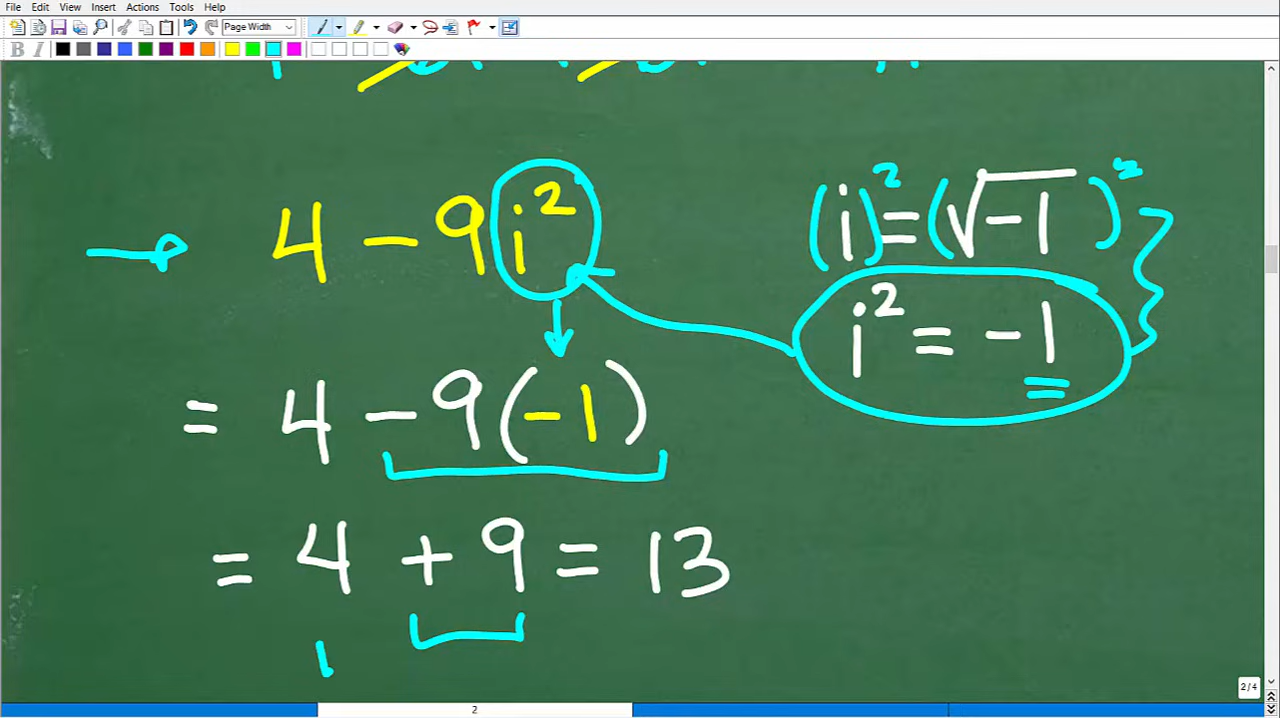 File Edit View Insert Actions Tools Help
Page Width
B I
4 - 9i²
(i)² = (√-1)²
i² = -1
= 4 - 9(-1)
= 4 + 9 = 13
2/4
2